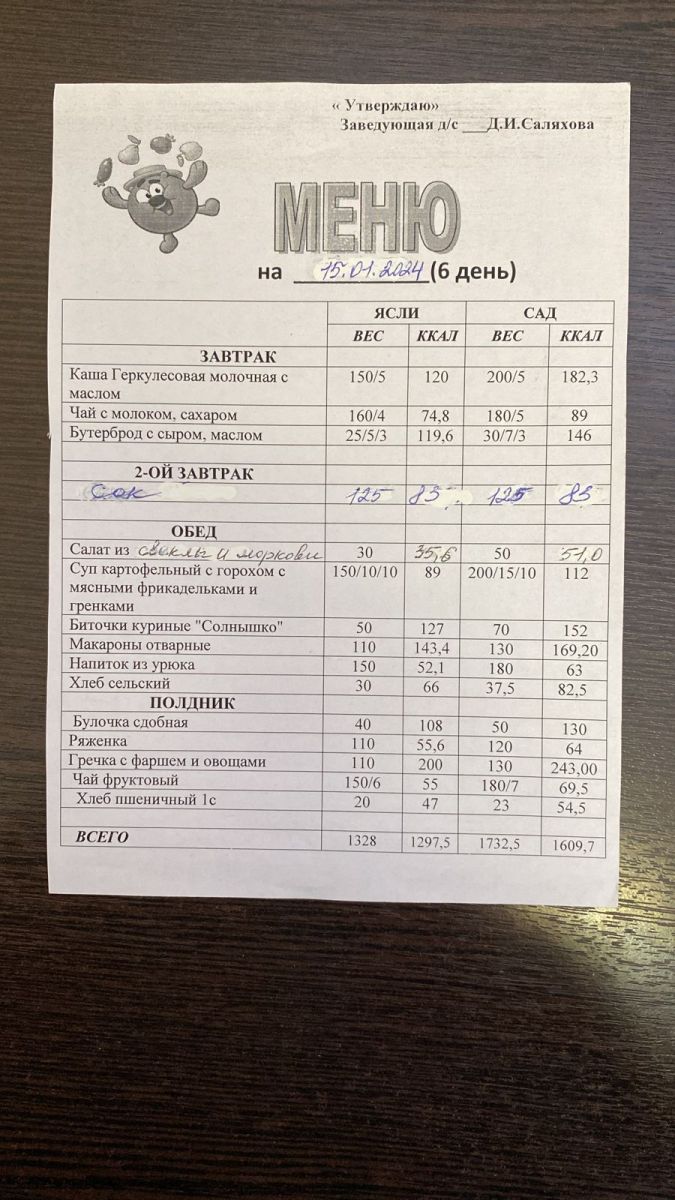 « Утверждаю»
Заведующая д/с ___Д.И.Саляхова
МЕНЮ
на 15.01.2024 (6 день)
ЯСЛИ САД
ВЕС ККАЛ ВЕС ККАЛ
ЗАВТРАК
Каша Геркулесовая молочная с 150/5 120 200/5 182,3
маслом
Чай с молоком, сахаром 160/4 74,8 180/5 89
Бутерброд с сыром, маслом 25/5/3 119,6 30/7/3 146
2-ОЙ ЗАВТРАК
Сок 125 85 125 85
ОБЕД
Салат из свеклы и моркови 30 35,6 50 51,0
Суп картофельный с горохом с 150/10/10 89 200/15/10 112
мясными фрикадельками и
гренками
Биточки куриные "Солнышко" 50 127 70 152
Макароны отварные 110 143,4 130 169,20
Напиток из урюка 150 52,1 180 63
Хлеб сельский 30 66 37,5 82,5
ПОЛДНИК
Булочка сдобная 40 108 50 130
Ряженка 110 55,6 120 64
Гречка с фаршем и овощами 110 200 130 243,00
Чай фруктовый 150/6 55 180/7 69,5
Хлеб пшеничный 1с 20 47 23 54,5
ВСЕГО 1328 1297,5 1732,5 1609,7